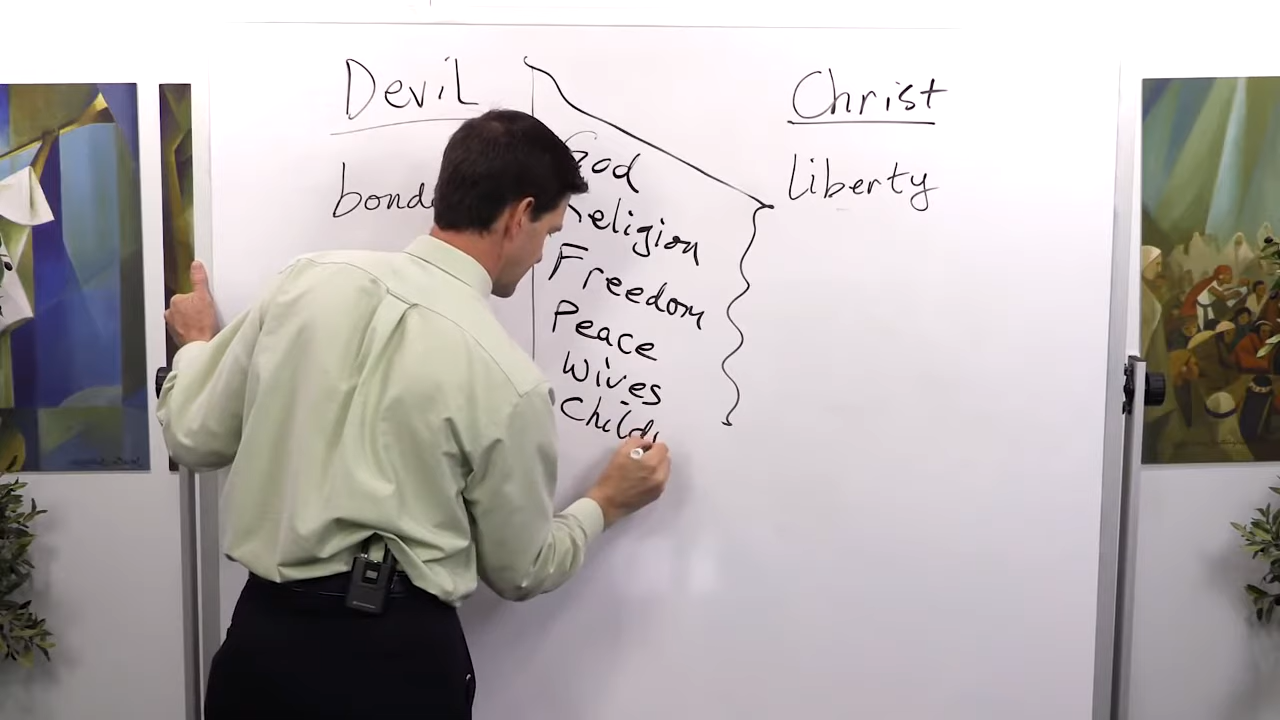 Devil
Christ
God
liberty
bond
Religion
Freedom
Peace
Wives
Child